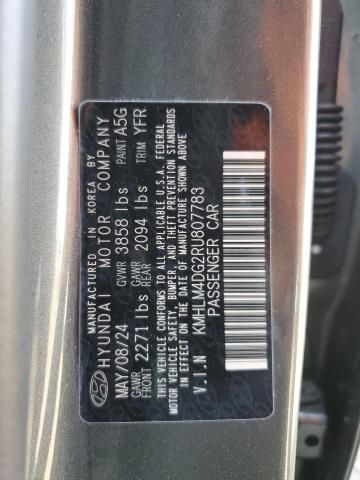 MANUFACTURED IN KOREA BY
HYUNDAI MOTOR COMPANY
MAY/08/24 GVWR 3858 lbs PAINT A5G
GAWR FRONT 2271 lbs GAWR REAR 2094 lbs TRIM YFR
THIS VEHICLE CONFORMS TO ALL APPLICABLE U.S.A. FEDERAL
MOTOR VEHICLE SAFETY, BUMPER, AND THEFT PREVENTION STANDARDS
IN EFFECT ON THE DATE OF MANUFACTURE SHOWN ABOVE
V.I.N KMHLM4DG2RU807783
PASSENGER CAR